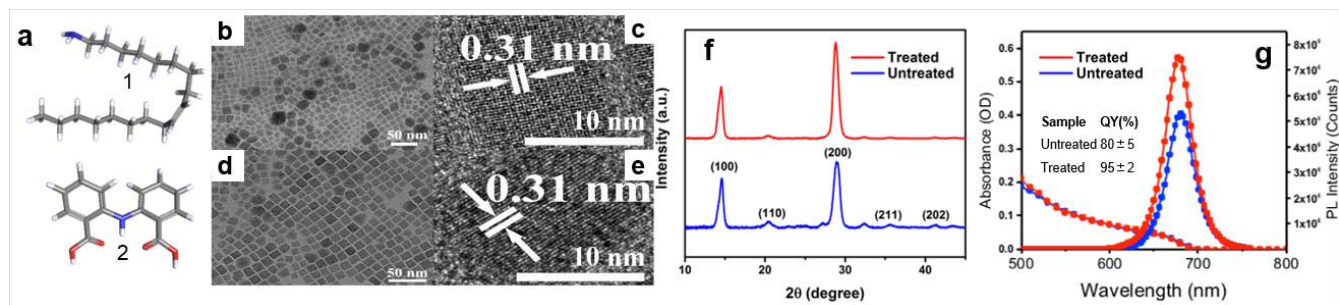 a
1
2
b
50 nm
c
0.31 nm
10 nm
d
50 nm
e
0.31 nm
10 nm
f
Treated
Untreated
Intensity (a.u.)
(100)
(110)
(200)
(211)
(202)
10 20 30 40
2θ (degree)
g
Treated
Untreated
Sample QY(%)
Untreated 80±5
Treated 95±2
Absorbance (OD)
0.6
0.5
0.4
0.3
0.2
0.1
0.0
500 600 700 800
Wavelength (nm)
PL Intensity (Counts)
8x10⁶
7x10⁶
6x10⁶
5x10⁶
4x10⁶
3x10⁶
2x10⁶
1x10⁶